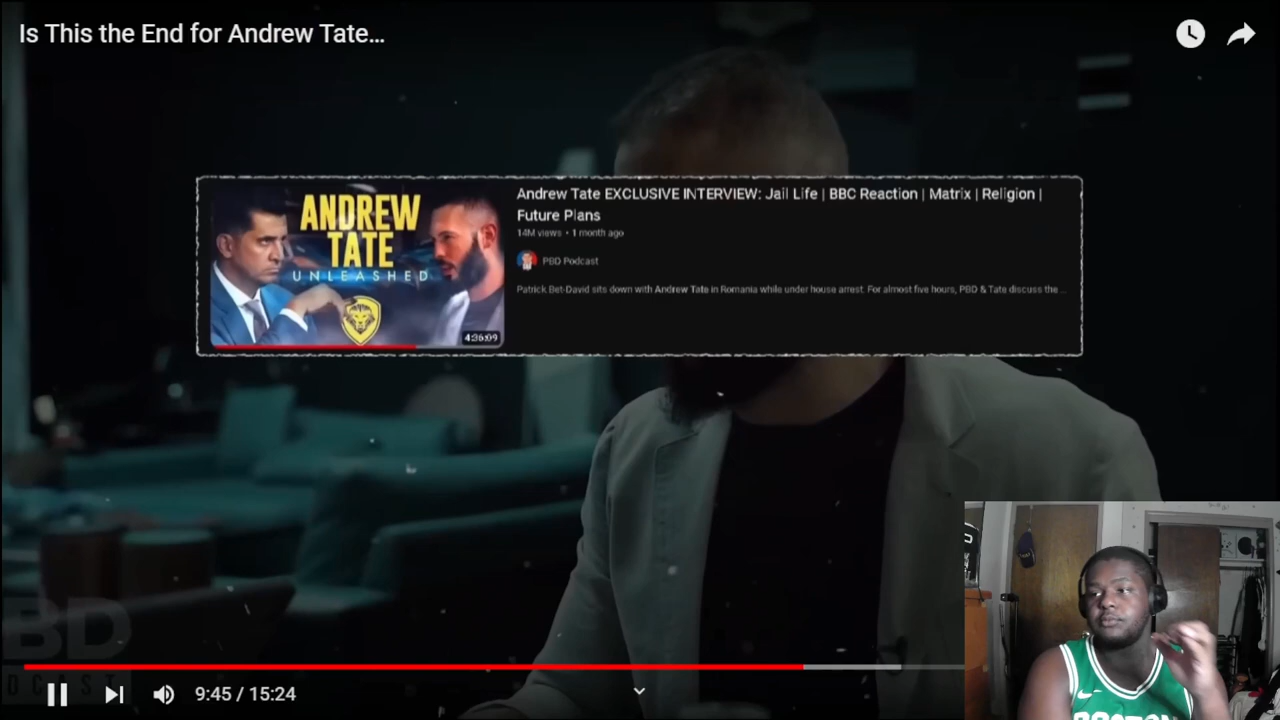 Is This the End for Andrew Tate...
ANDREW
TATE
UNLEASHED
4:36:09
Andrew Tate EXCLUSIVE INTERVIEW: Jail Life | BBC Reaction | Matrix | Religion |
Future Plans
14M views • 1 month ago
PBD Podcast
Patrick Bet-David sits down with Andrew Tate in Romania while under house arrest. For almost five hours, PBD & Tate discuss the ...
BD
DCAST
9:45 / 15:24